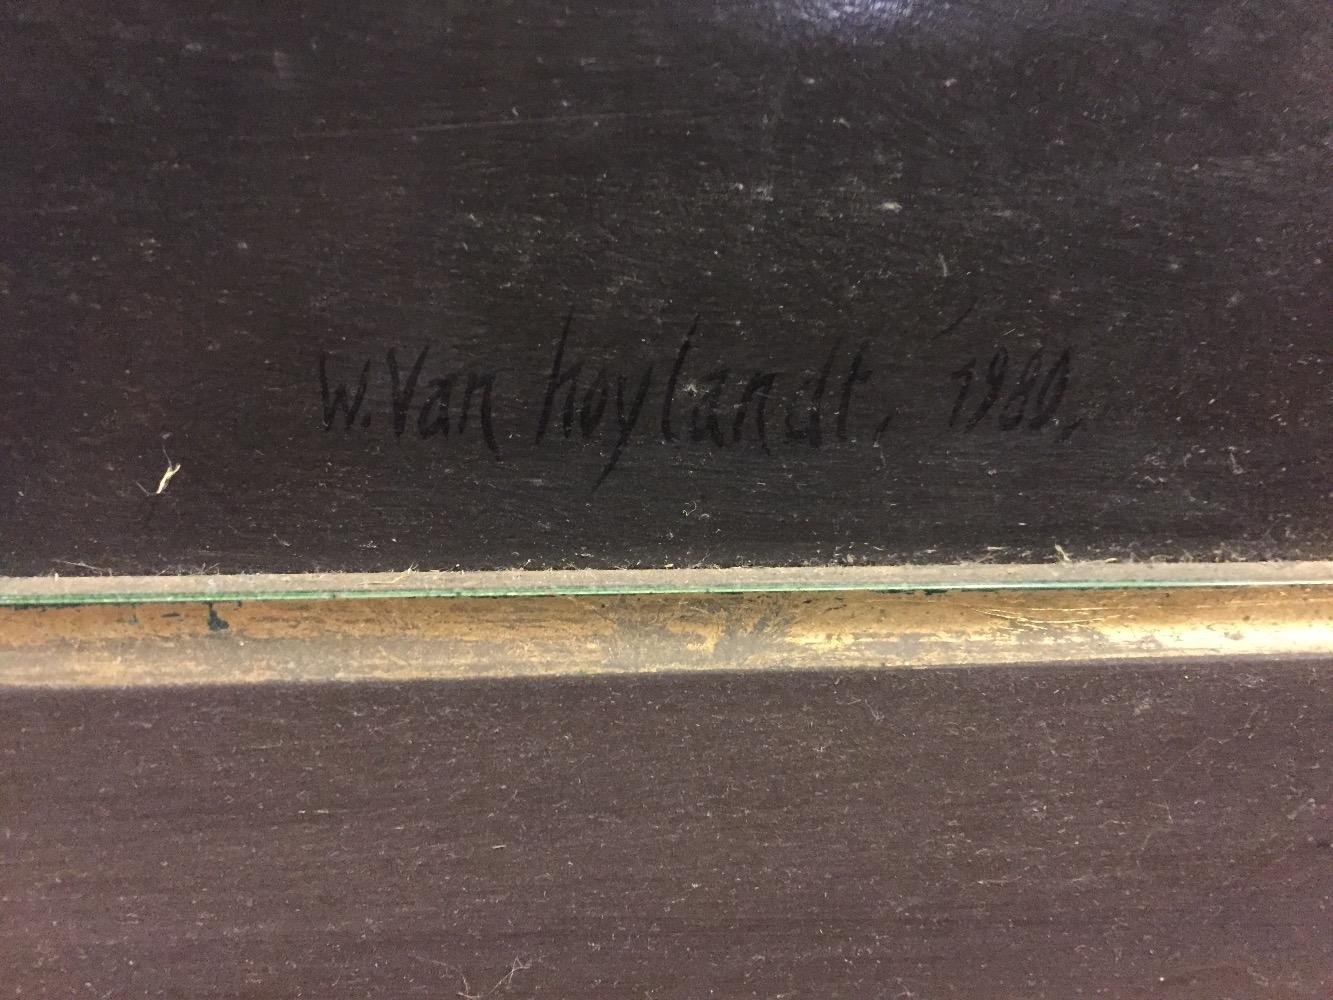 W. Van hoylandt, 1980.